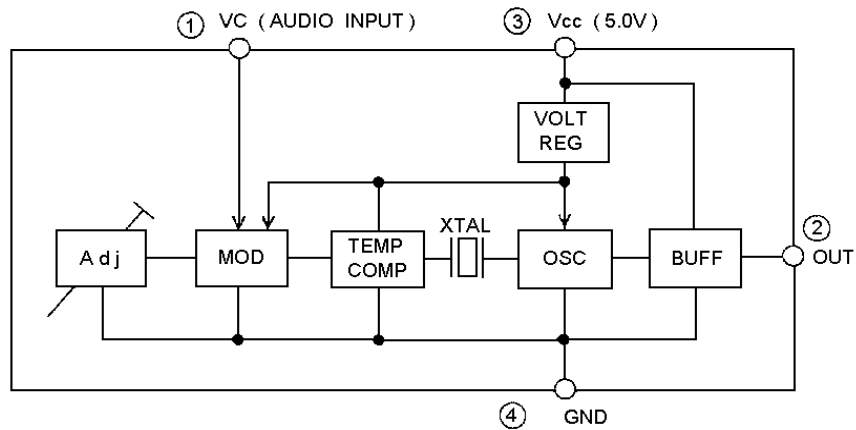 ① VC ( AUDIO INPUT )
③ Vcc ( 5.0V )
VOLT
REG
XTAL
②
Adj
MOD
TEMP
COMP
OSC
BUFF
OUT
④ GND